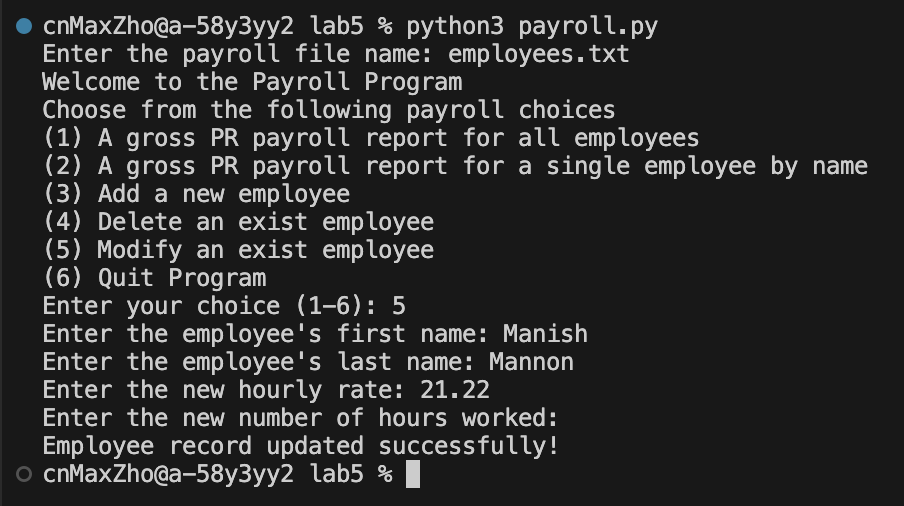 cnMaxZho@a-58y3yy2 lab5 % python3 payroll.py
Enter the payroll file name: employees.txt
Welcome to the Payroll Program
Choose from the following payroll choices
(1) A gross PR payroll report for all employees
(2) A gross PR payroll report for a single employee by name
(3) Add a new employee
(4) Delete an exist employee
(5) Modify an exist employee
(6) Quit Program
Enter your choice (1-6): 5
Enter the employee's first name: Manish
Enter the employee's last name: Mannon
Enter the new hourly rate: 21.22
Enter the new number of hours worked:
Employee record updated successfully!
cnMaxZho@a-58y3yy2 lab5 %